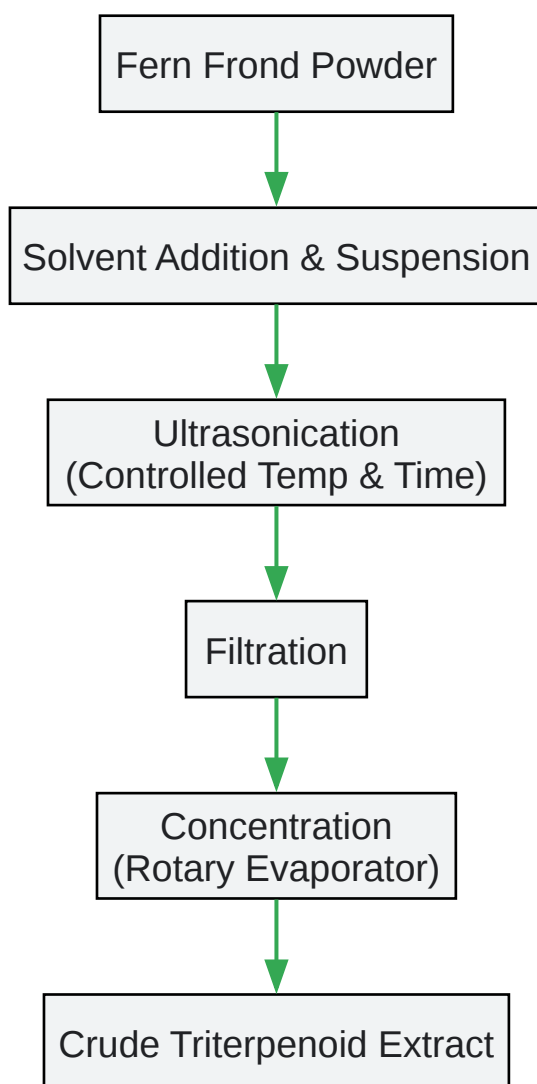 Fern Frond Powder
Solvent Addition & Suspension
Ultrasonication
(Controlled Temp & Time)
Filtration
Concentration
(Rotary Evaporator)
Crude Triterpenoid Extract